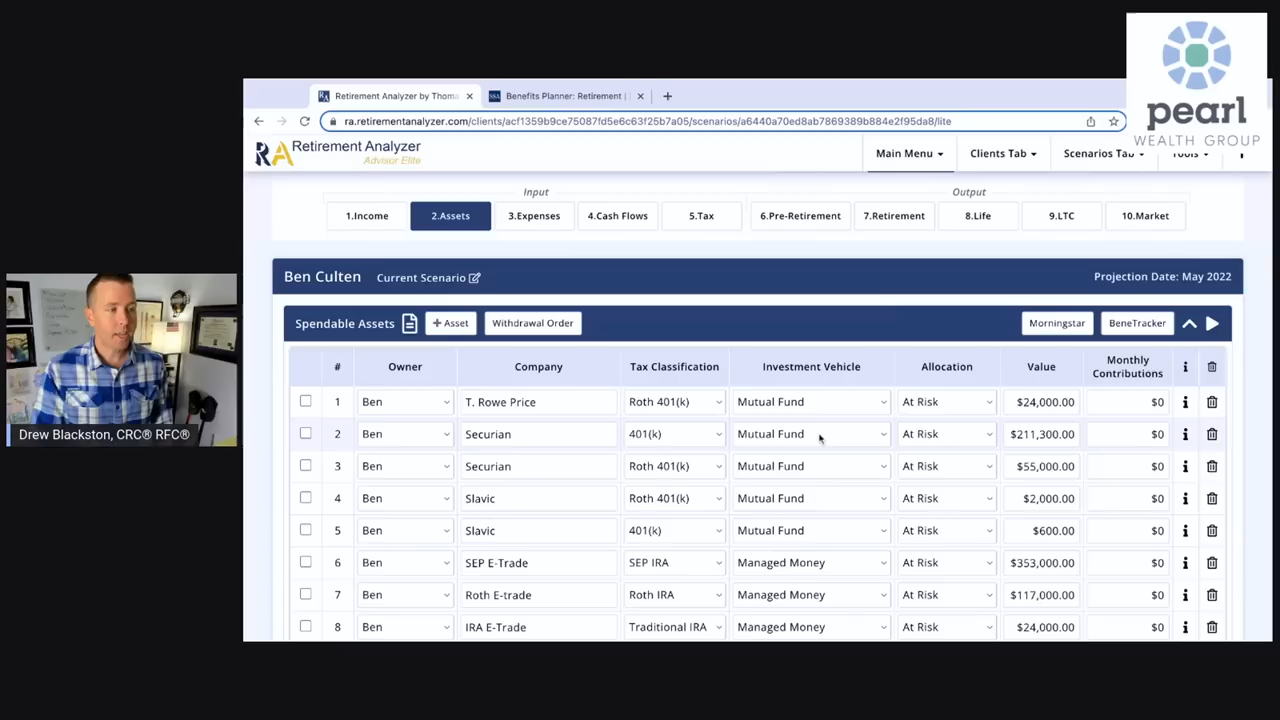 pearl
WEALTH GROUP
Retirement Analyzer by Thoma
Benefits Planner: Retirement |
ra.retirementanalyzer.com/clients/acf1359b9ce75087fd5e6c63f25b7a05/scenarios/a6440a70ed8ab7869389b884e2f95da8/lite
RA Retirement Analyzer
Advisor Elite
Main Menu Clients Tab Scenarios Tab Tools
Input Output
1.Income 2.Assets 3.Expenses 4.Cash Flows 5.Tax 6.Pre-Retirement 7.Retirement 8.Life 9.LTC 10.Market
Ben Culten Current Scenario Projection Date: May 2022
Spendable Assets + Asset Withdrawal Order Morningstar BeneTracker
# Owner Company Tax Classification Investment Vehicle Allocation Value Monthly Contributions
1 Ben T. Rowe Price Roth 401(k) Mutual Fund At Risk $24,000.00 $0
2 Ben Securian 401(k) Mutual Fund At Risk $211,300.00 $0
3 Ben Securian Roth 401(k) Mutual Fund At Risk $55,000.00 $0
4 Ben Slavic Roth 401(k) Mutual Fund At Risk $2,000.00 $0
5 Ben Slavic 401(k) Mutual Fund At Risk $600.00 $0
6 Ben SEP E-Trade SEP IRA Managed Money At Risk $353,000.00 $0
7 Ben Roth E-trade Roth IRA Managed Money At Risk $117,000.00 $0
8 Ben IRA E-Trade Traditional IRA Managed Money At Risk $24,000.00 $0
Drew Blackston, CRC® RFC®